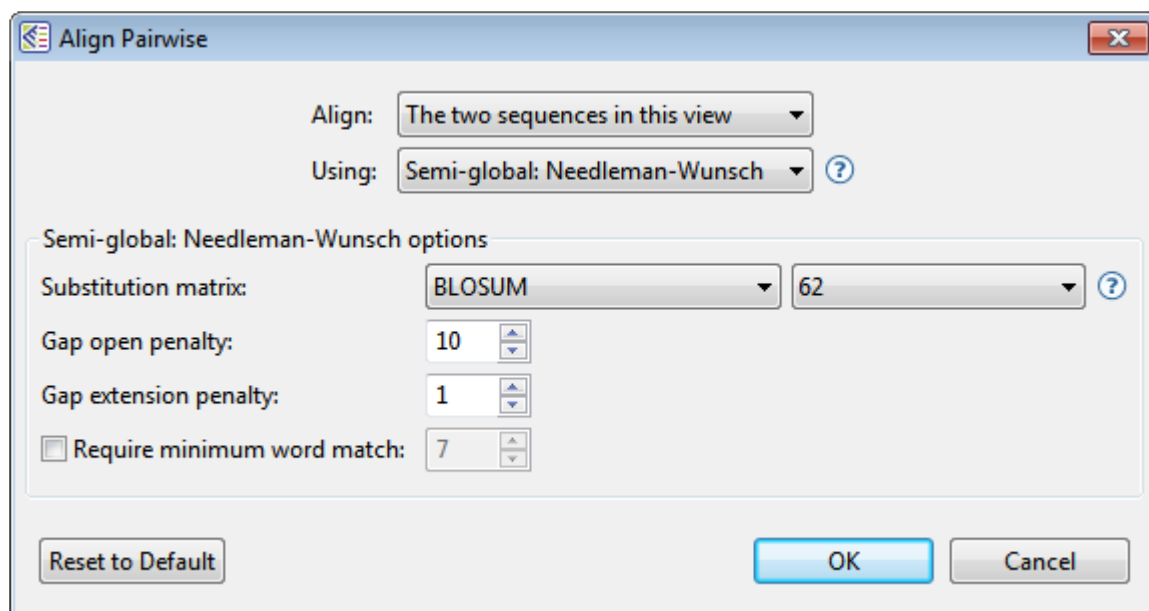 Align Pairwise
Align: The two sequences in this view
Using: Semi-global: Needleman-Wunsch ?
Semi-global: Needleman-Wunsch options
Substitution matrix: BLOSUM 62 ?
Gap open penalty: 10
Gap extension penalty: 1
Require minimum word match: 7
Reset to Default OK Cancel